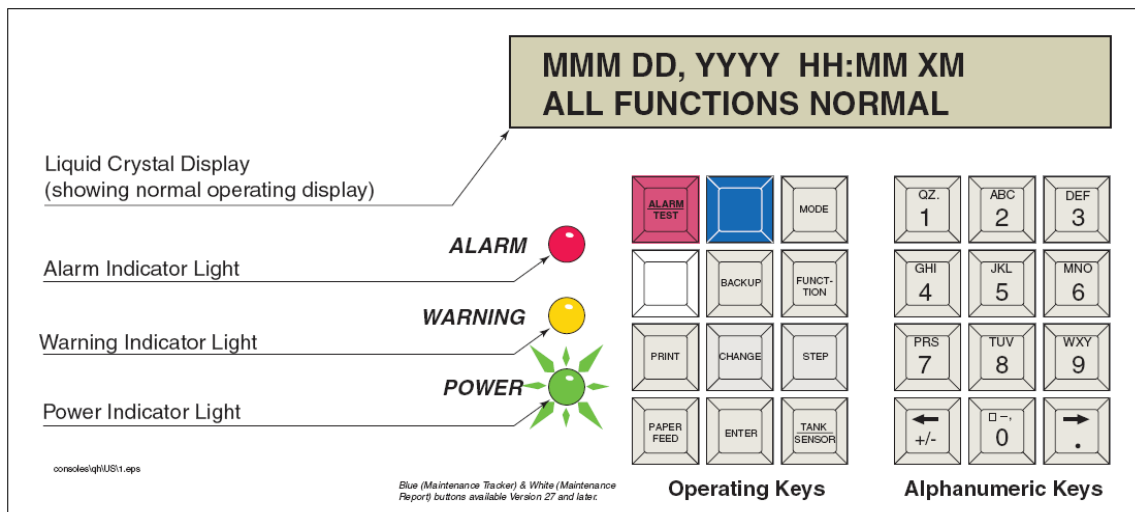 MMM DD, YYYY HH:MM XM
ALL FUNCTIONS NORMAL
Liquid Crystal Display
(showing normal operating display)
ALARM
Alarm Indicator Light
WARNING
Warning Indicator Light
POWER
Power Indicator Light
ALARM
TEST
MODE
BACKUP
FUNCT-
TION
PRINT
CHANGE
STEP
PAPER
FEED
ENTER
TANK
SENSOR
QZ.
1
ABC
2
DEF
3
GHI
4
JKL
5
MNO
6
PRS
7
TUV
8
WXY
9
+/-
□ –,
0
.
consoles\qh\US\1.eps
Blue (Maintenance Tracker) & White (Maintenance
Report) buttons available Version 27 and later.
Operating Keys
Alphanumeric Keys